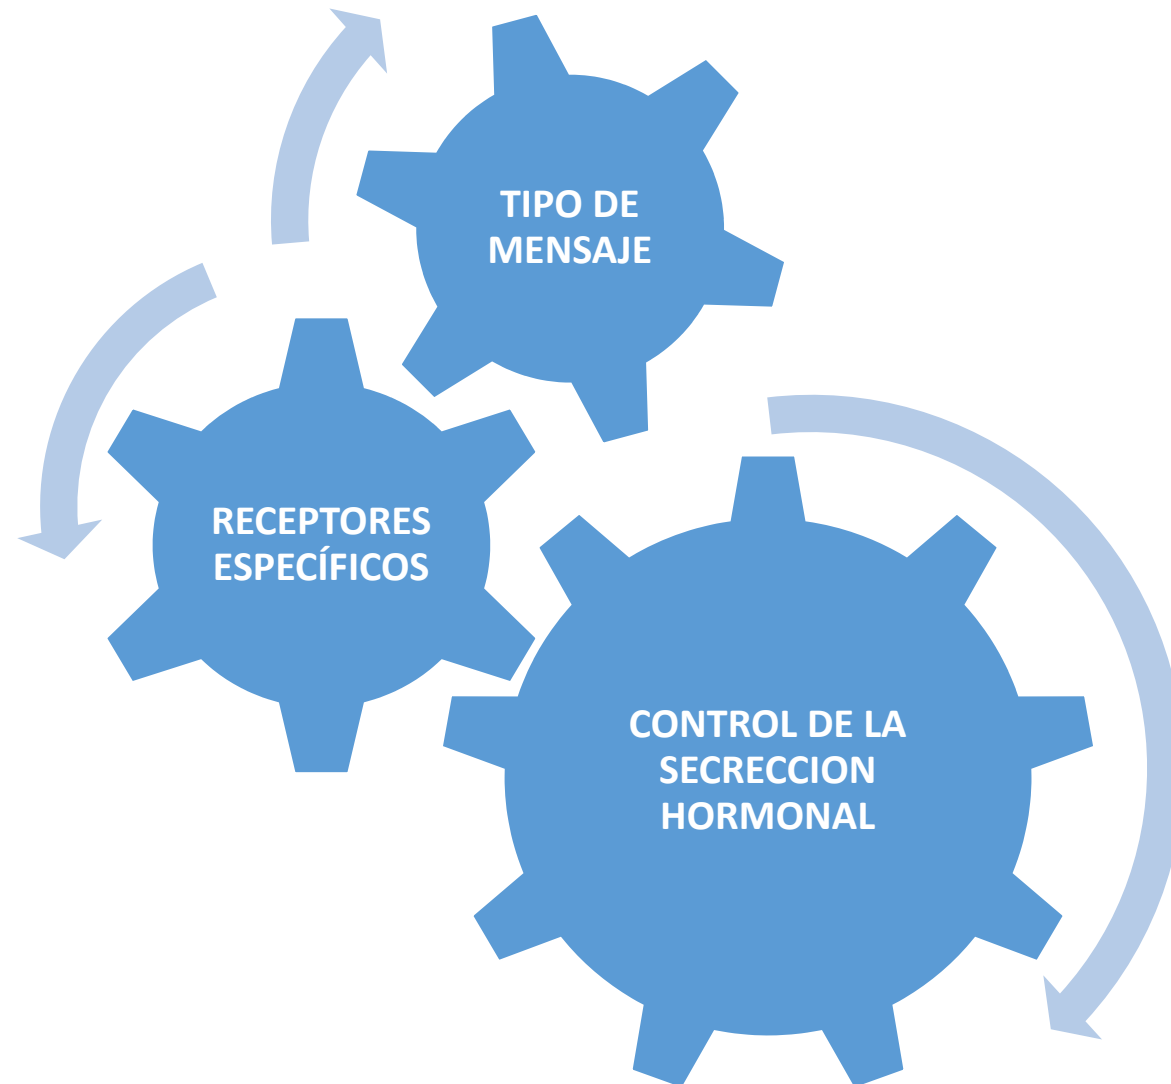 TIPO DE
MENSAJE
RECEPTORES
ESPECÍFICOS
CONTROL DE LA
SECRECCION
HORMONAL